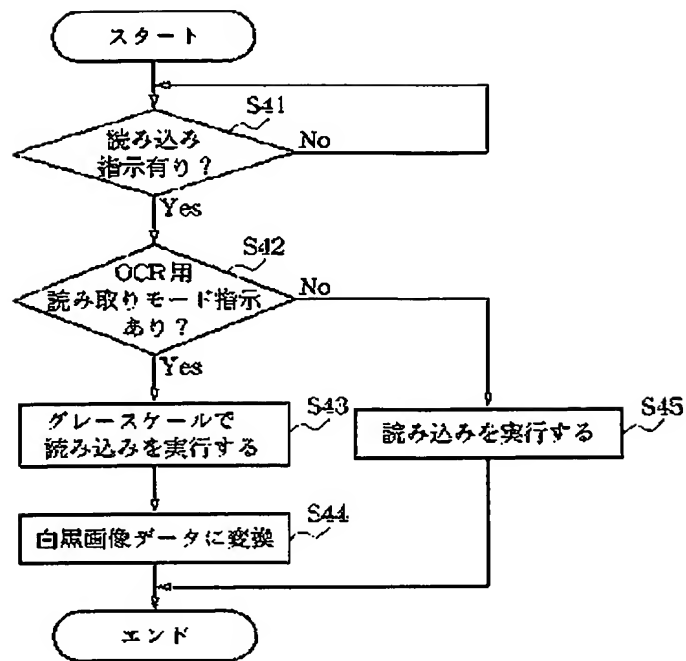 スタート
S41
読み込み
指示有り？
No
Yes
S42
OCR用
読み取りモード指示
あり？
No
Yes
S43
グレースケールで
読み込みを実行する
S45
読み込みを実行する
S44
白黒画像データに変換
エンド